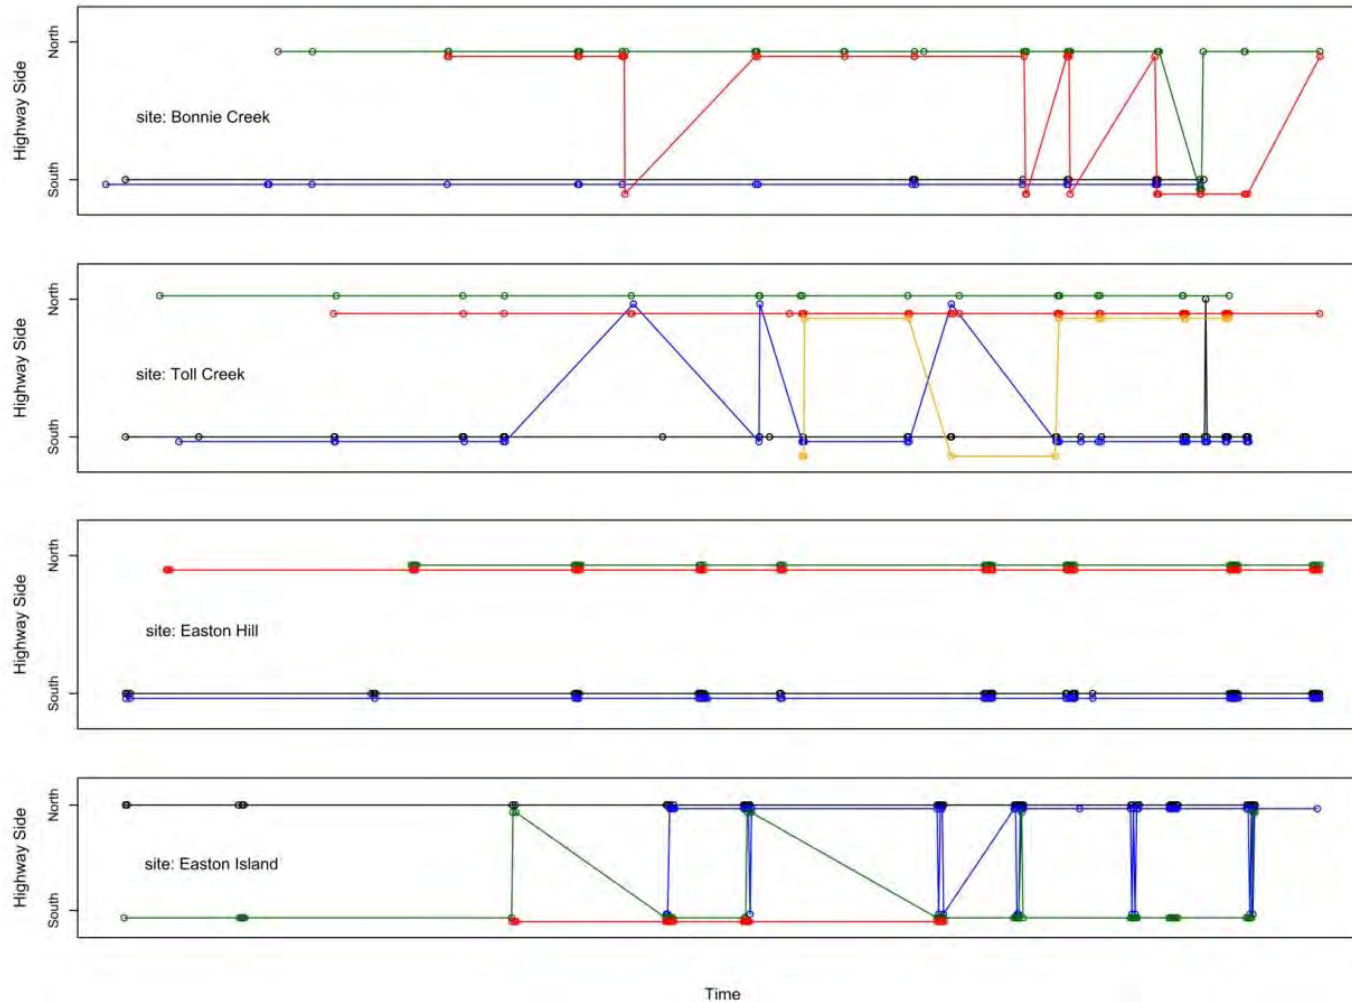 North
South
Highway Side
site: Bonnie Creek
North
South
Highway Side
site: Toll Creek
North
South
Highway Side
site: Easton Hill
North
South
Highway Side
site: Easton Island
Time